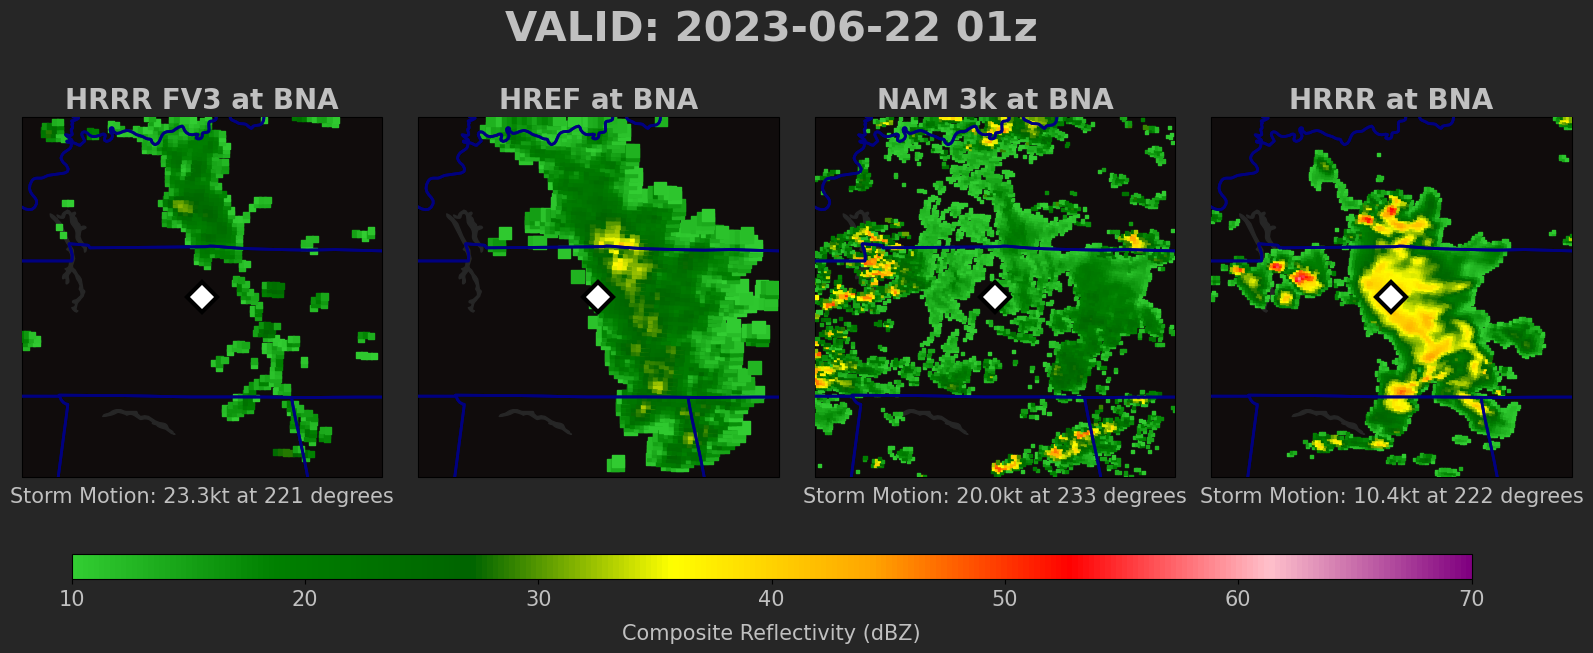 VALID: 2023-06-22 01z
HRRR FV3 at BNA
HREF at BNA
NAM 3k at BNA
HRRR at BNA
Storm Motion: 23.3kt at 221 degrees
Storm Motion: 20.0kt at 233 degrees
Storm Motion: 10.4kt at 222 degrees
10 20 30 40 50 60 70
Composite Reflectivity (dBZ)